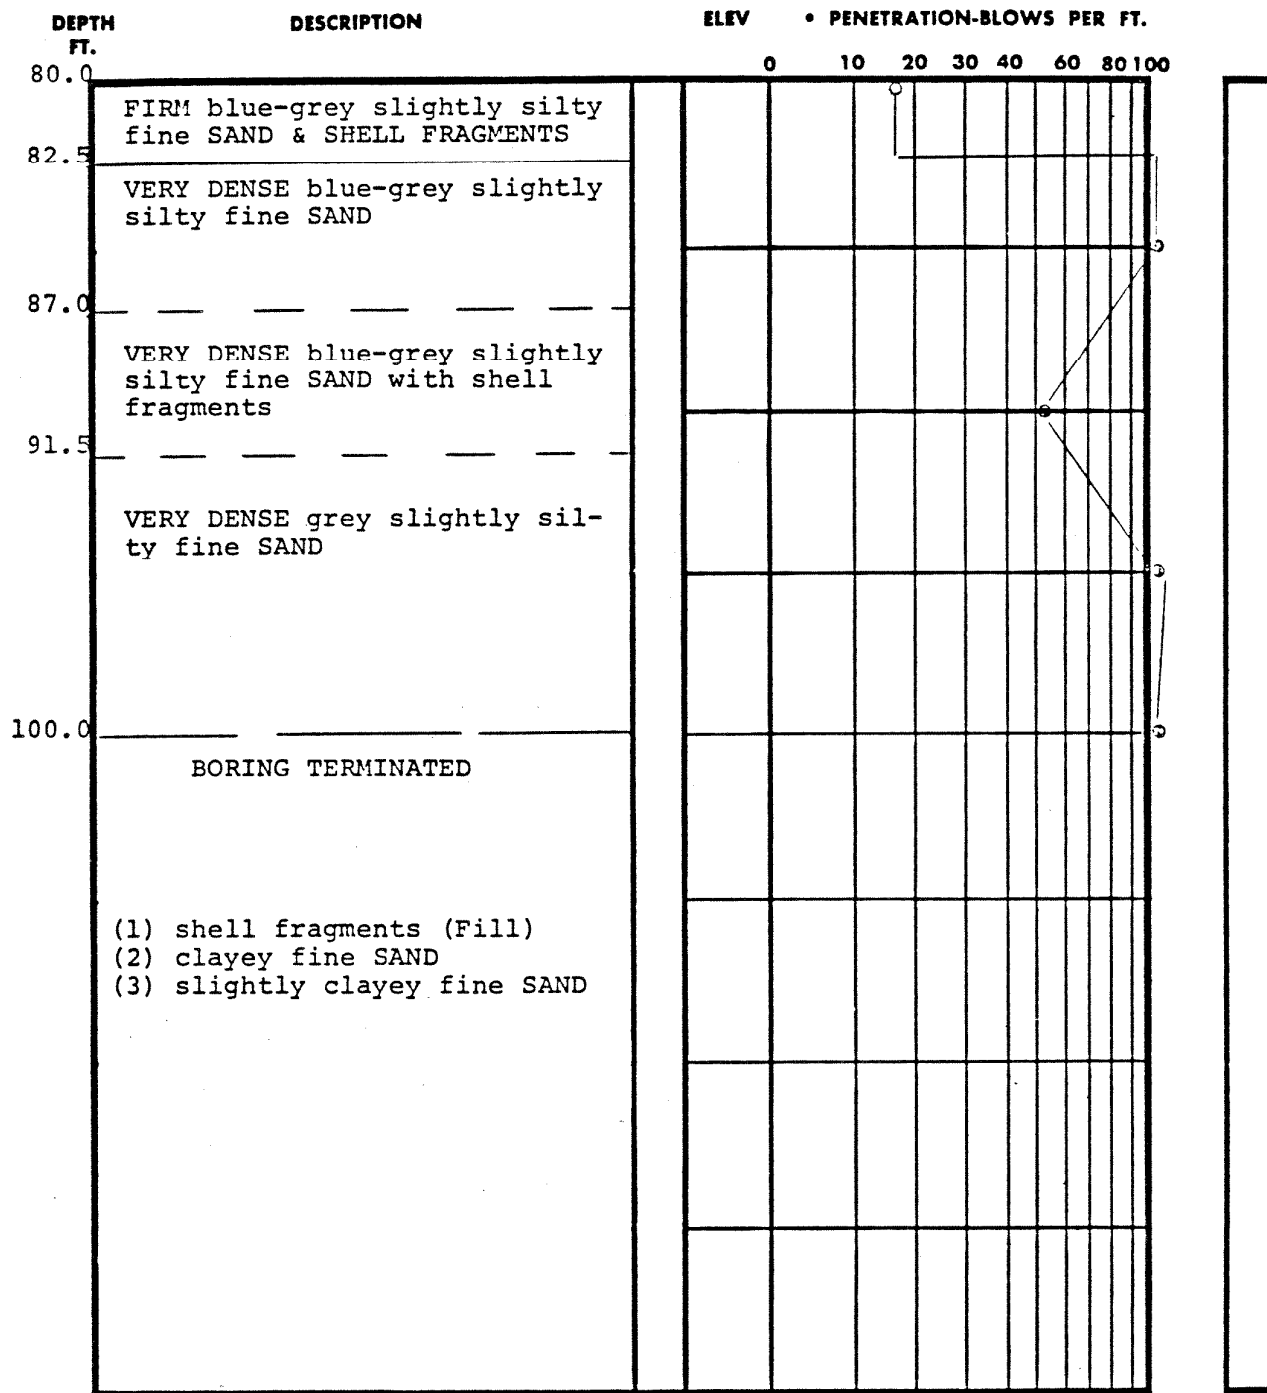 DEPTH FT. DESCRIPTION ELEV • PENETRATION-BLOWS PER FT.
0 10 20 30 40 60 80 100
80.0
FIRM blue-grey slightly silty
fine SAND & SHELL FRAGMENTS
82.5
VERY DENSE blue-grey slightly
silty fine SAND
87.0
VERY DENSE blue-grey slightly
silty fine SAND with shell
fragments
91.5
VERY DENSE grey slightly sil-
ty fine SAND
100.0
BORING TERMINATED
(1) shell fragments (Fill)
(2) clayey fine SAND
(3) slightly clayey fine SAND